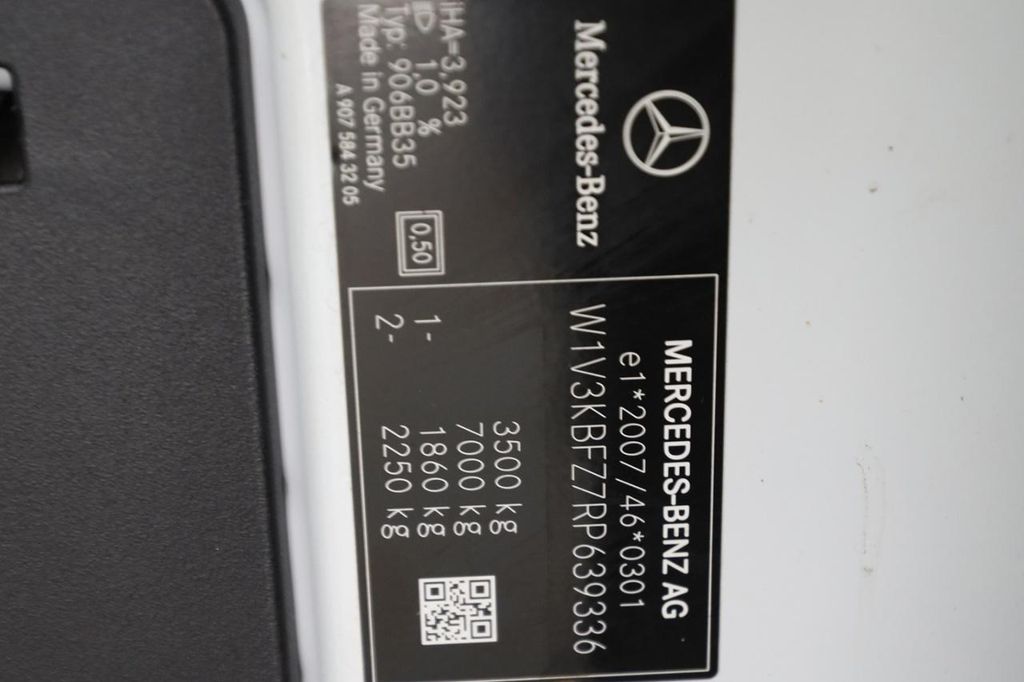 Mercedes-Benz
MERCEDES-BENZ AG
e1*2007/46*0301
W1V3KBFZ7RP639336
3500 kg
7000 kg
1- 1860 kg
2- 2250 kg
iHA=3,923
1,0 %
Typ: 906BB35
Made in Germany
A 907 584 32 05
0,50